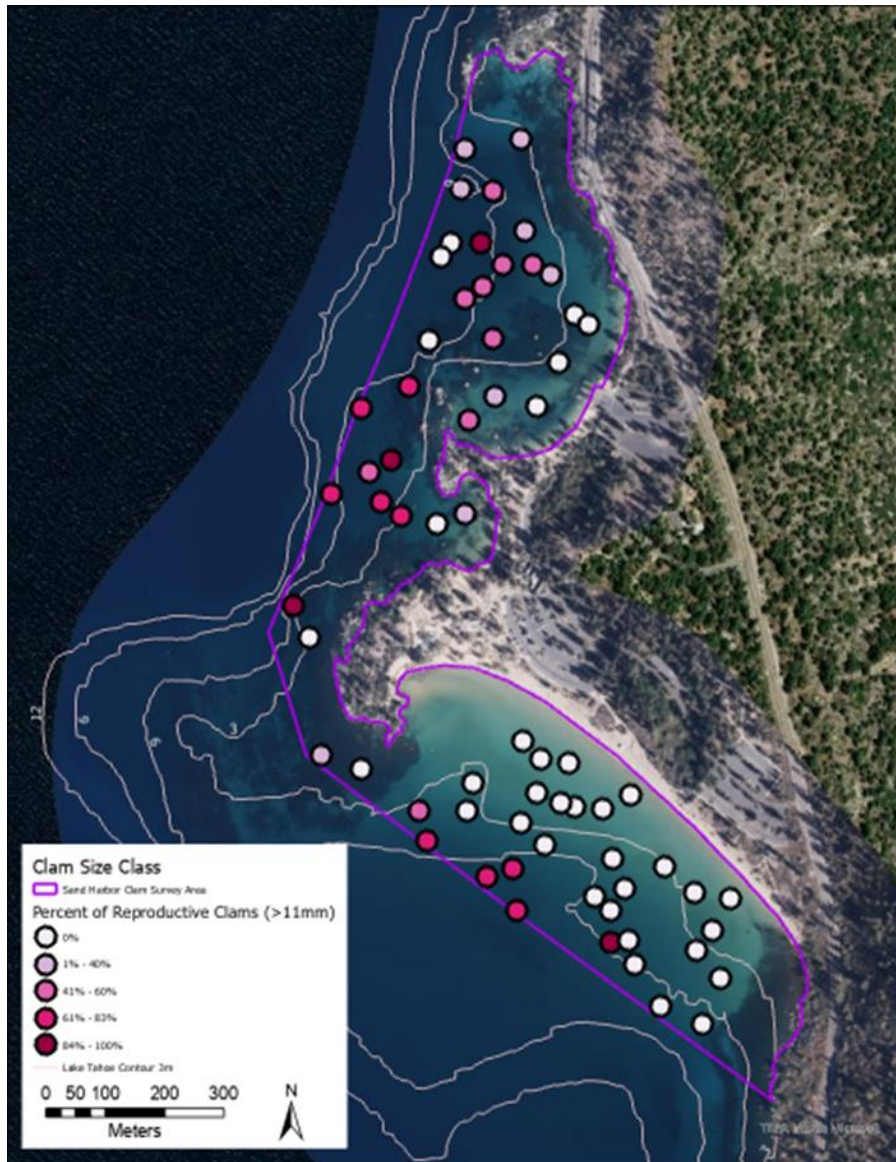 12
9
6
3
Clam Size Class
Sand Harbor Clam Survey Area
Percent of Reproductive Clams (>11mm)
0%
1% - 40%
41% - 60%
61% - 83%
84% - 100%
Lake Tahoe Contour 3m
0 50 100 200 300
Meters
N